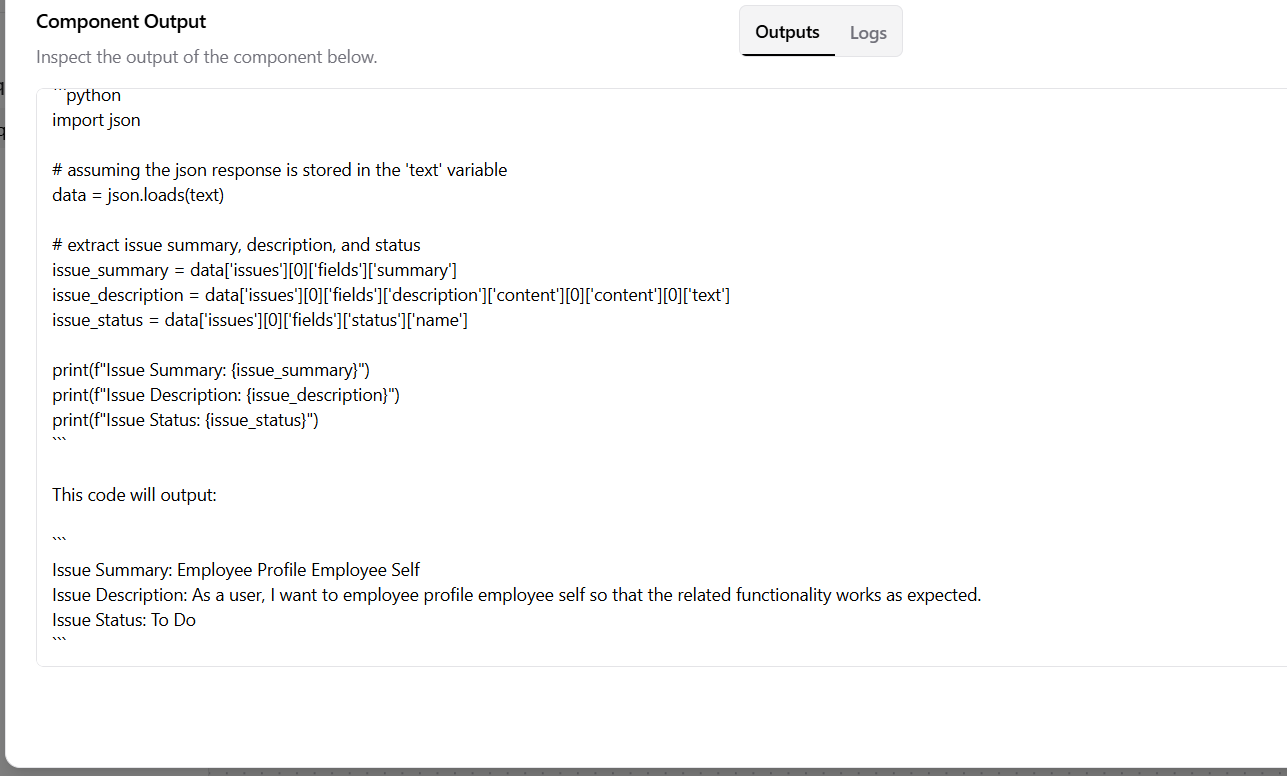 Component Output
Outputs
Logs
Inspect the output of the component below.
```python
import json
# assuming the json response is stored in the 'text' variable
data = json.loads(text)
# extract issue summary, description, and status
issue_summary = data['issues'][0]['fields']['summary']
issue_description = data['issues'][0]['fields']['description']['content'][0]['content'][0]['text']
issue_status = data['issues'][0]['fields']['status']['name']
print(f"Issue Summary: {issue_summary}")
print(f"Issue Description: {issue_description}")
print(f"Issue Status: {issue_status}")
```
This code will output:
```
Issue Summary: Employee Profile Employee Self
Issue Description: As a user, I want to employee profile employee self so that the related functionality works as expected.
Issue Status: To Do
```